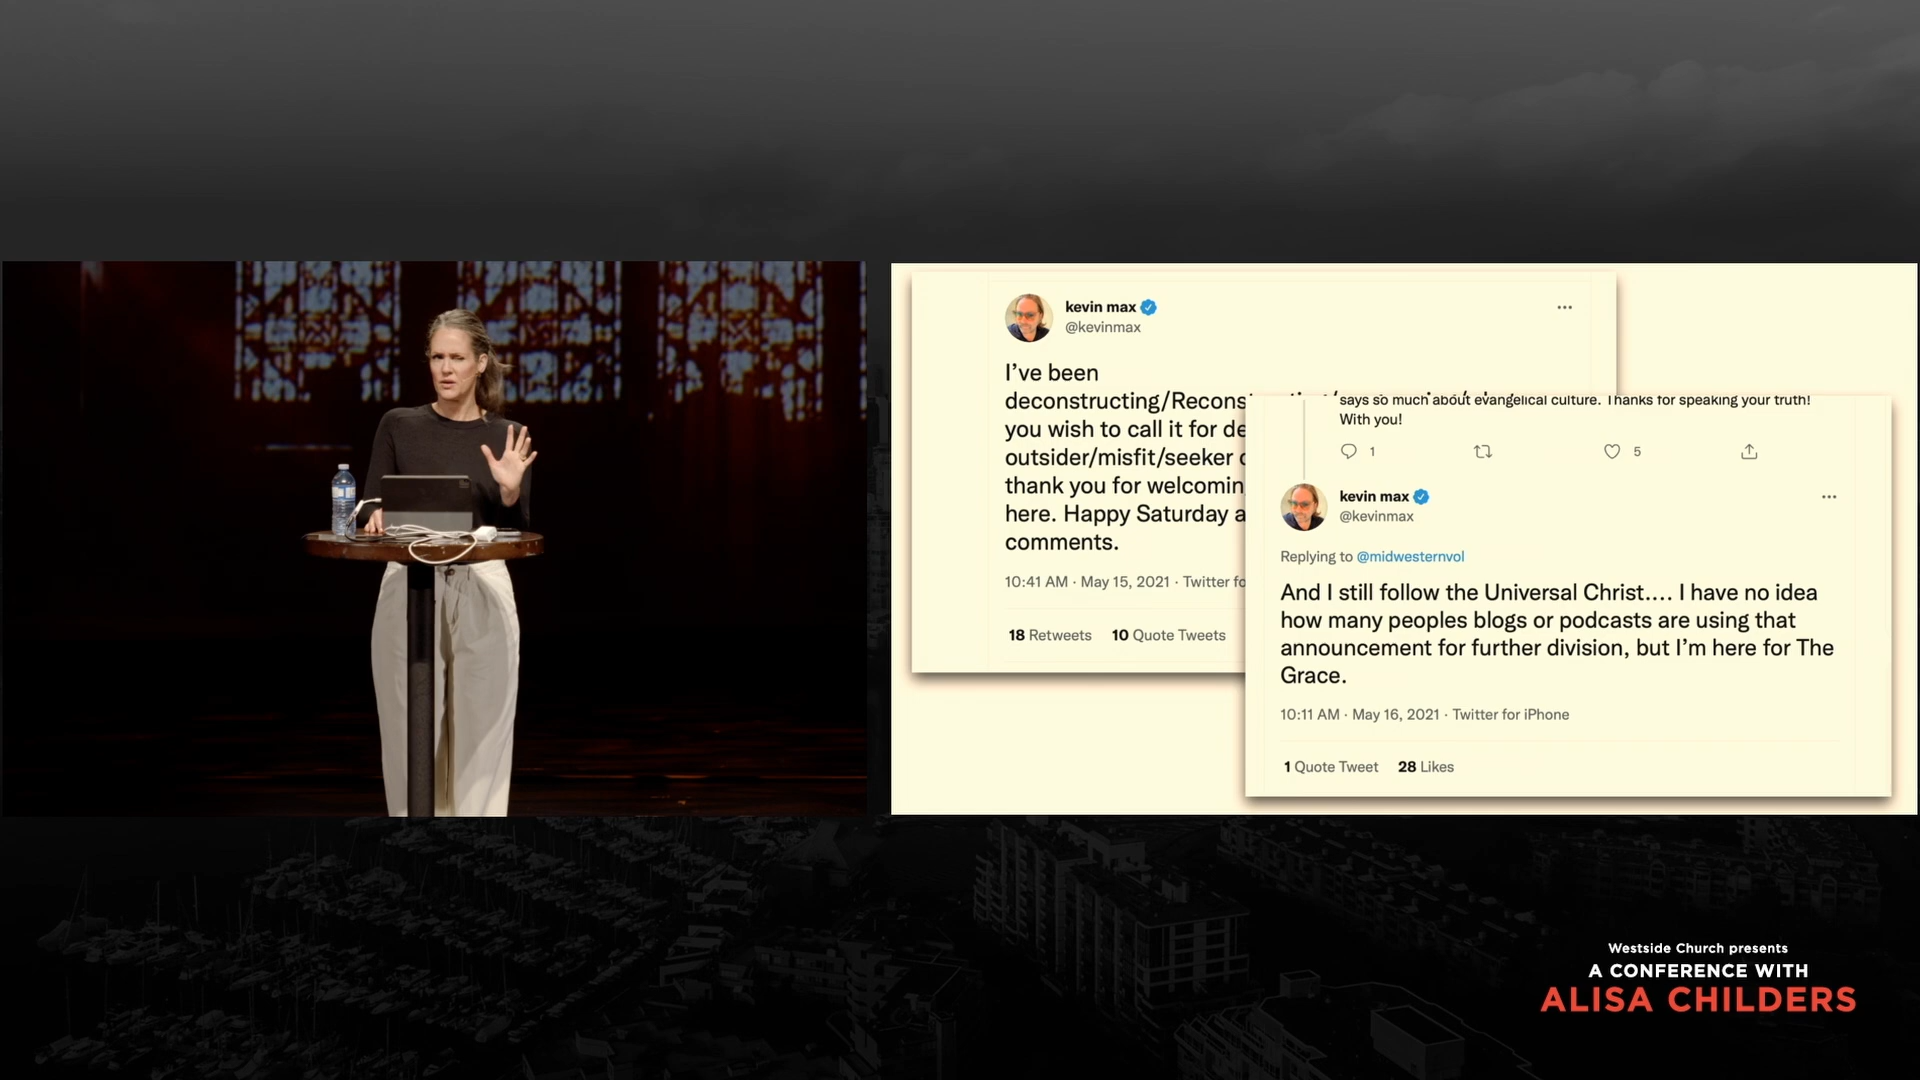 kevin max
@kevinmax
I’ve been
deconstructing/Recons
you wish to call it for de
outsider/misfit/seeker
thank you for welcomin
here. Happy Saturday a
comments.
10:41 AM · May 15, 2021 · Twitter fo
18 Retweets 10 Quote Tweets
says so much about evangelical culture. Thanks for speaking your truth!
With you!
1 5
kevin max
@kevinmax
Replying to @midwesternvol
And I still follow the Universal Christ.... I have no idea
how many peoples blogs or podcasts are using that
announcement for further division, but I’m here for The
Grace.
10:11 AM · May 16, 2021 · Twitter for iPhone
1 Quote Tweet 28 Likes
Westside Church presents
A CONFERENCE WITH
ALISA CHILDERS